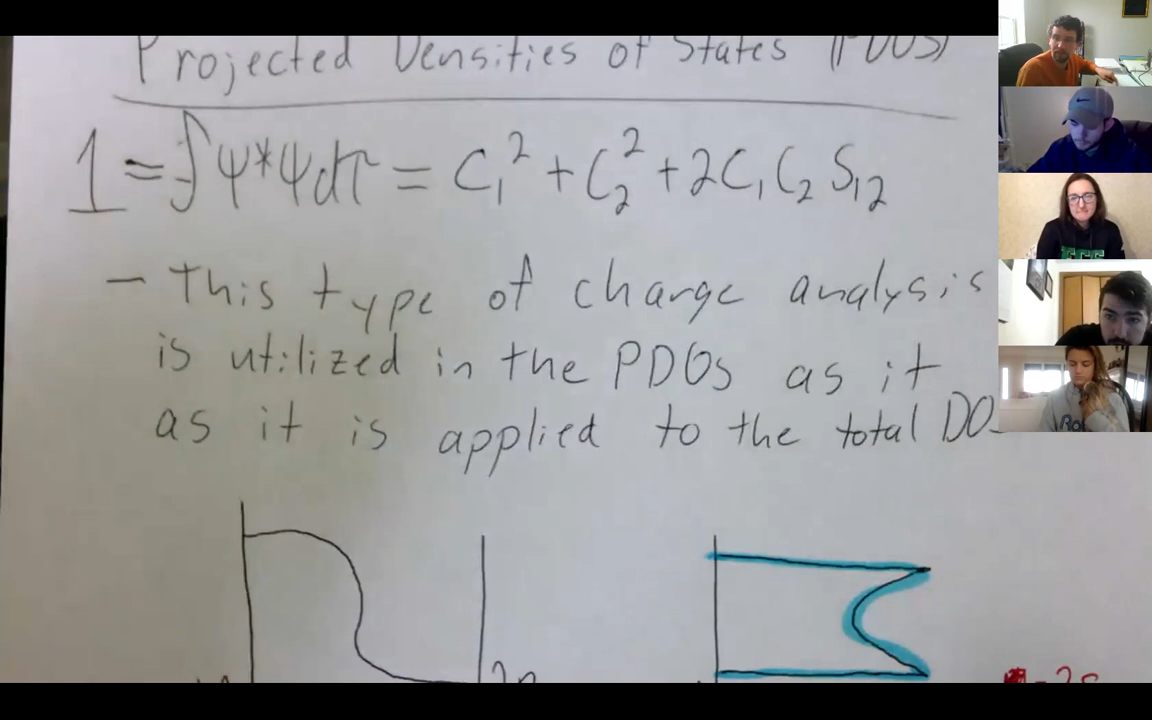 Projected Densities of States (PDOS)
1 = ∫ψ*ψdτ = C₁² + C₂² + 2C₁C₂S₁₂
- This type of charge analysis
is utilized in the PDOS as it
as it is applied to the total DO